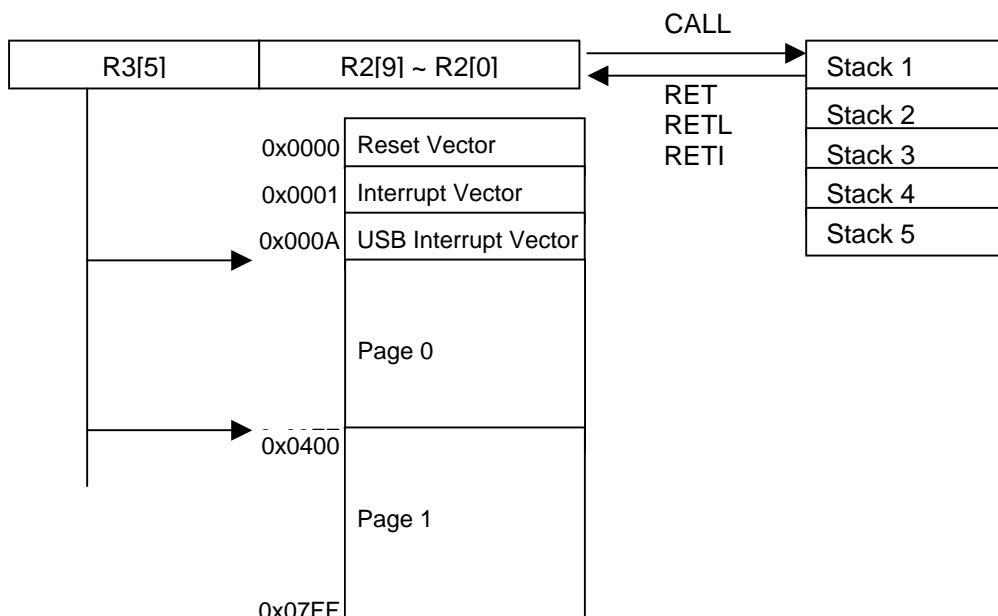 CALL
R3[5]
R2[9] ~ R2[0]
Stack 1
RET
RETL
RETI
Stack 2
Stack 3
Stack 4
Stack 5
0x0000 Reset Vector
0x0001 Interrupt Vector
0x000A USB Interrupt Vector
Page 0
0x0400
Page 1
0x07FF